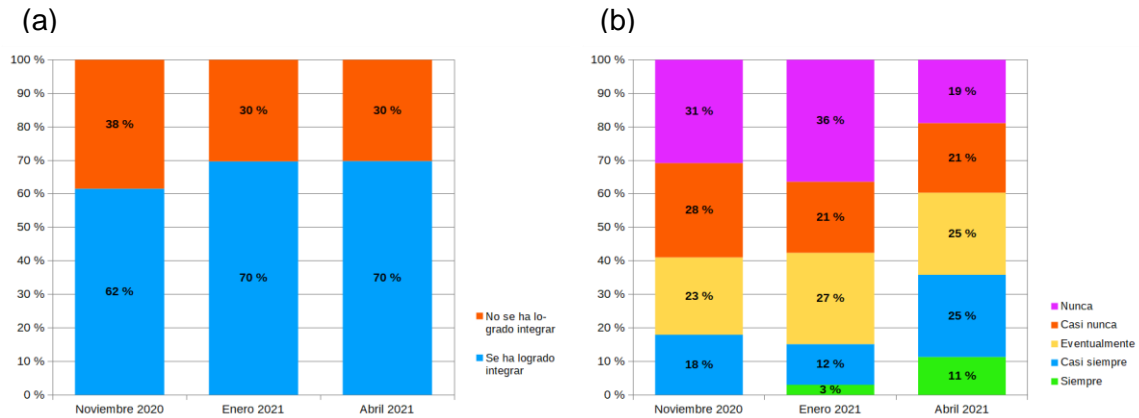 (a)
(b)
100 %
90 %
80 %
70 %
60 %
50 %
40 %
30 %
20 %
10 %
0 %
38 %
30 %
30 %
62 %
70 %
70 %
Noviembre 2020
Enero 2021
Abril 2021
No se ha lo-
grado integrar
Se ha logrado
integrar
100 %
90 %
80 %
70 %
60 %
50 %
40 %
30 %
20 %
10 %
0 %
31 %
36 %
19 %
28 %
21 %
21 %
23 %
27 %
25 %
18 %
12 %
25 %
3 %
11 %
Noviembre 2020
Enero 2021
Abril 2021
Nunca
Casi nunca
Eventualmente
Casi siempre
Siempre